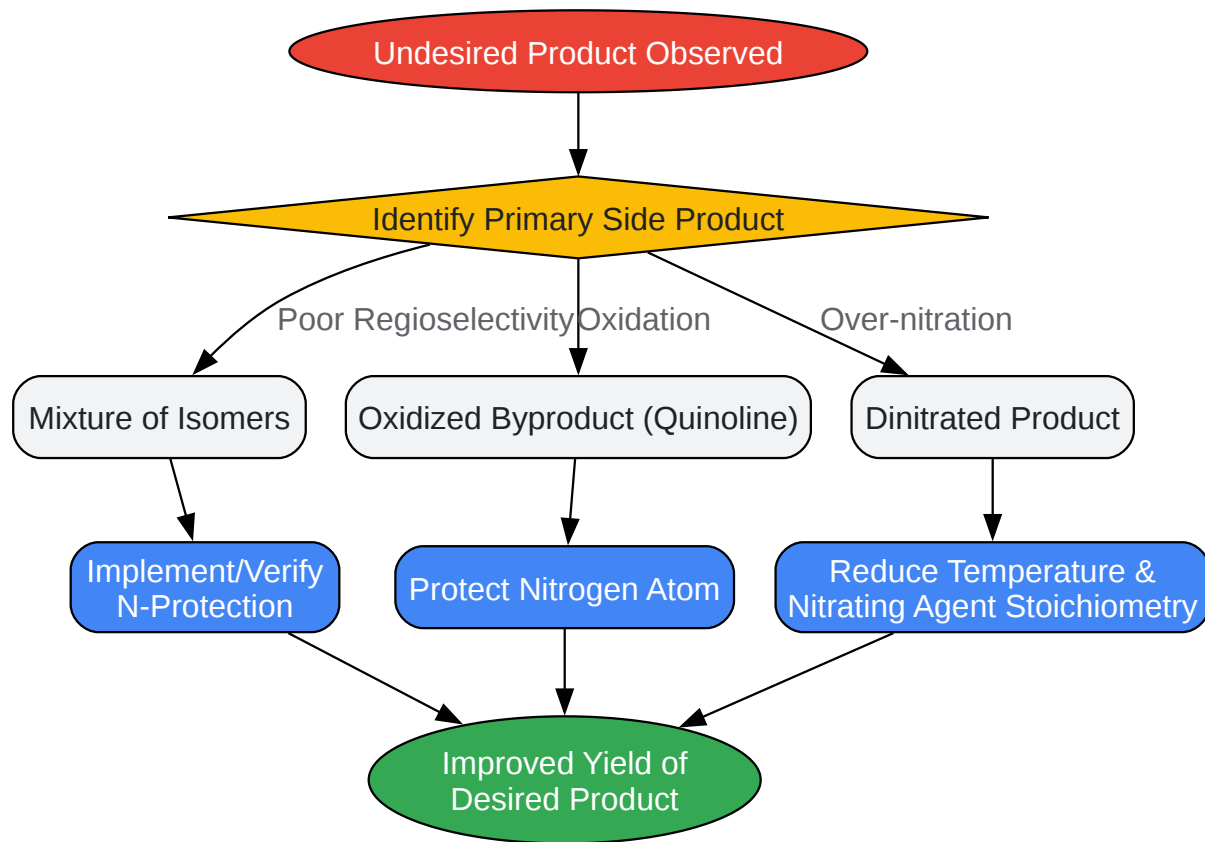 Undesired Product Observed
Identify Primary Side Product
Poor Regioselectivity
Oxidation
Over-nitration
Mixture of Isomers
Oxidized Byproduct (Quinoline)
Dinitrated Product
Implement/Verify
N-Protection
Protect Nitrogen Atom
Reduce Temperature &
Nitrating Agent Stoichiometry
Improved Yield of
Desired Product